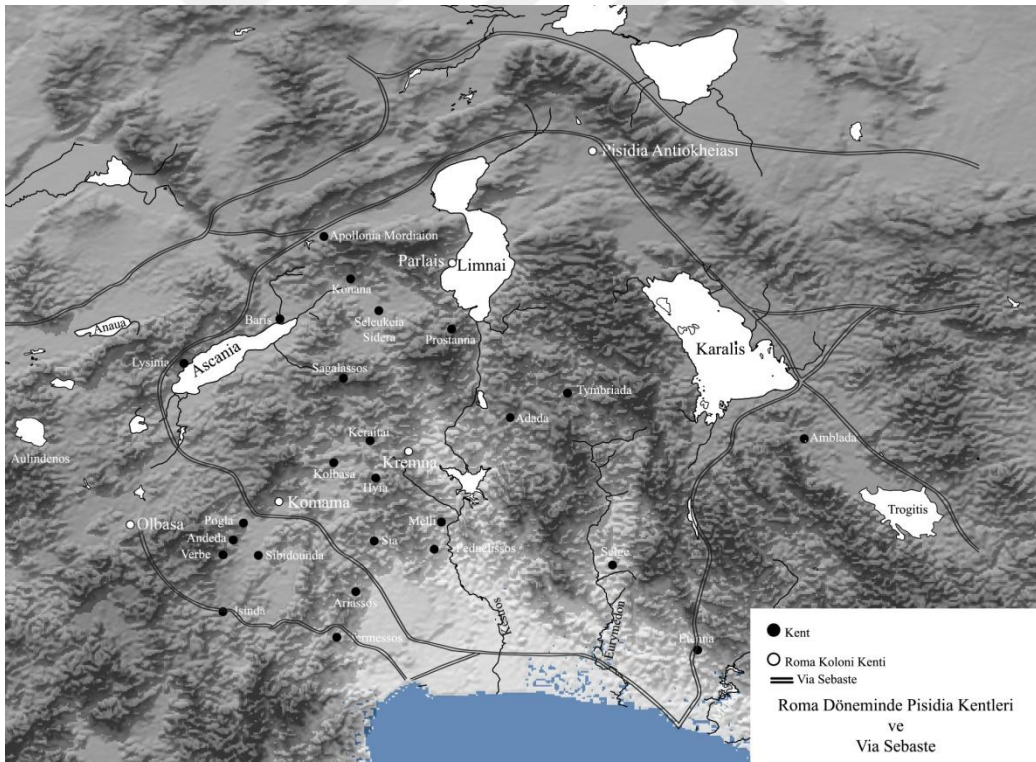 Pisidia Antiokheiası
Apollonia Mordiaion
Parlais
Limnai
Konana
Seleukeia
Sidera
Baris
Anaua
Prostanna
Karalis
Lysinia
Ascania
Sagalassos
Tymbriada
Adada
Amblada
Aulindenos
Keraitai
Kremna
Kolbasa
Hyia
Komama
Trogitis
Olbasa
Pogla
Andeda
Verbe
Sibidounda
Melli
Sia
Pednelissos
Selge
Isinda
Ariassos
Kestros
Eurymedon
Termessos
Etenna
Kent
Roma Koloni Kenti
Via Sebaste
Roma Döneminde Pisidia Kentleri
ve
Via Sebaste